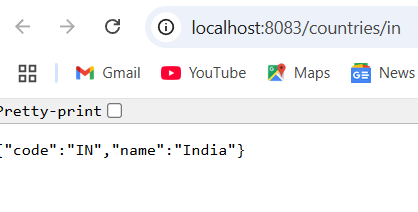 localhost:8083/countries/in
Gmail YouTube Maps News
Pretty-print
{"code":"IN","name":"India"}